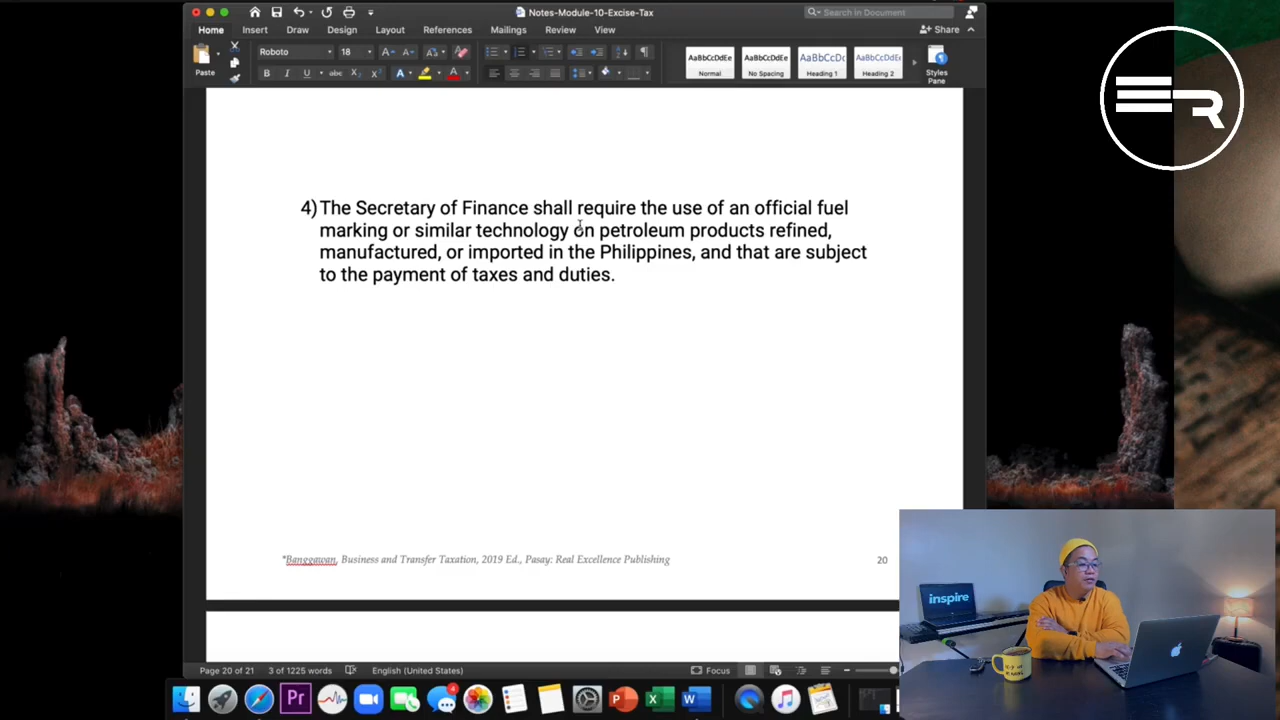 Notes-Module-10-Excise-Tax
Search in Document
Home Insert Draw Design Layout References Mailings Review View
Share
Paste
Roboto
18
AaBbCcDdEe
Normal
AaBbCcDdEe
No Spacing
AaBbCcDc
Heading 1
AaBbCcDdEe
Heading 2
Styles
Pane
ER
4) The Secretary of Finance shall require the use of an official fuel
marking or similar technology on petroleum products refined,
manufactured, or imported in the Philippines, and that are subject
to the payment of taxes and duties.
*Banggawan, Business and Transfer Taxation, 2019 Ed., Pasay: Real Excellence Publishing
20
inspire
Page 20 of 21
3 of 1225 words
English (United States)
Focus
Pr
4